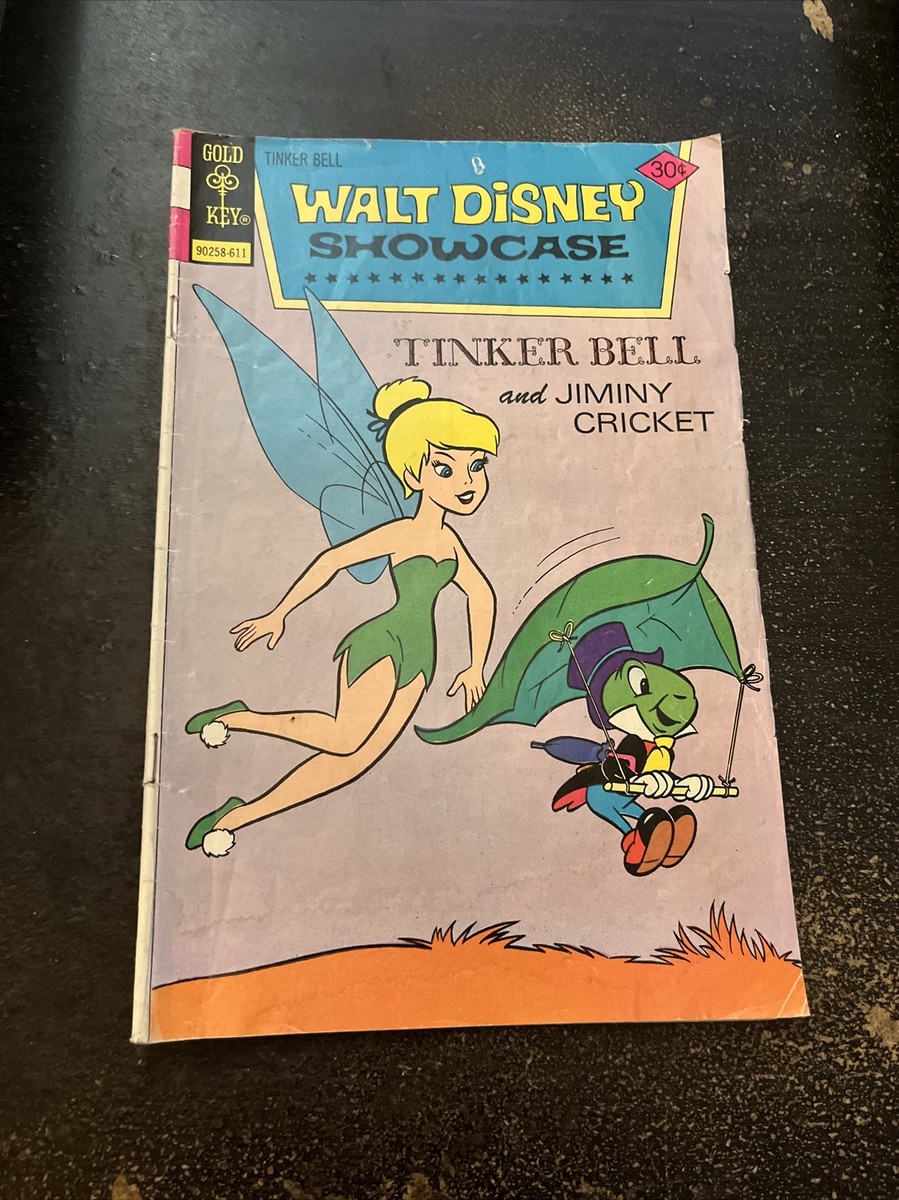 GOLD
KEY®
90258-611
TINKER BELL
30¢
WALT DISNEY
SHOWCASE
TINKER BELL
and JIMINY
CRICKET